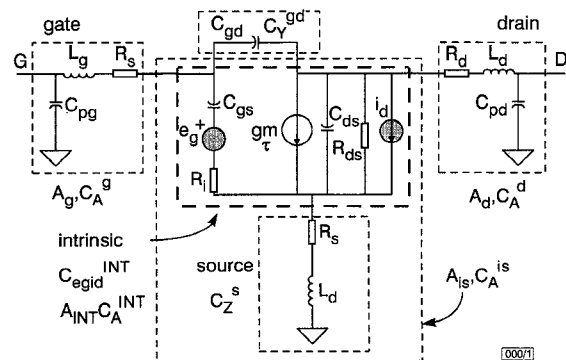 gate
drain
C_gd C_Y^gd
G L_g R_s
R_d L_d D
C_pg
C_gs
e_g +
gm
τ
C_ds
R_ds
i_d
C_pd
R_i
A_g,C_A^g
A_d,C_A^d
intrinsic
C_egid^INT
A_INT C_A^INT
source
C_Z^s
R_s
L_d
A_is,C_A^is
000/1